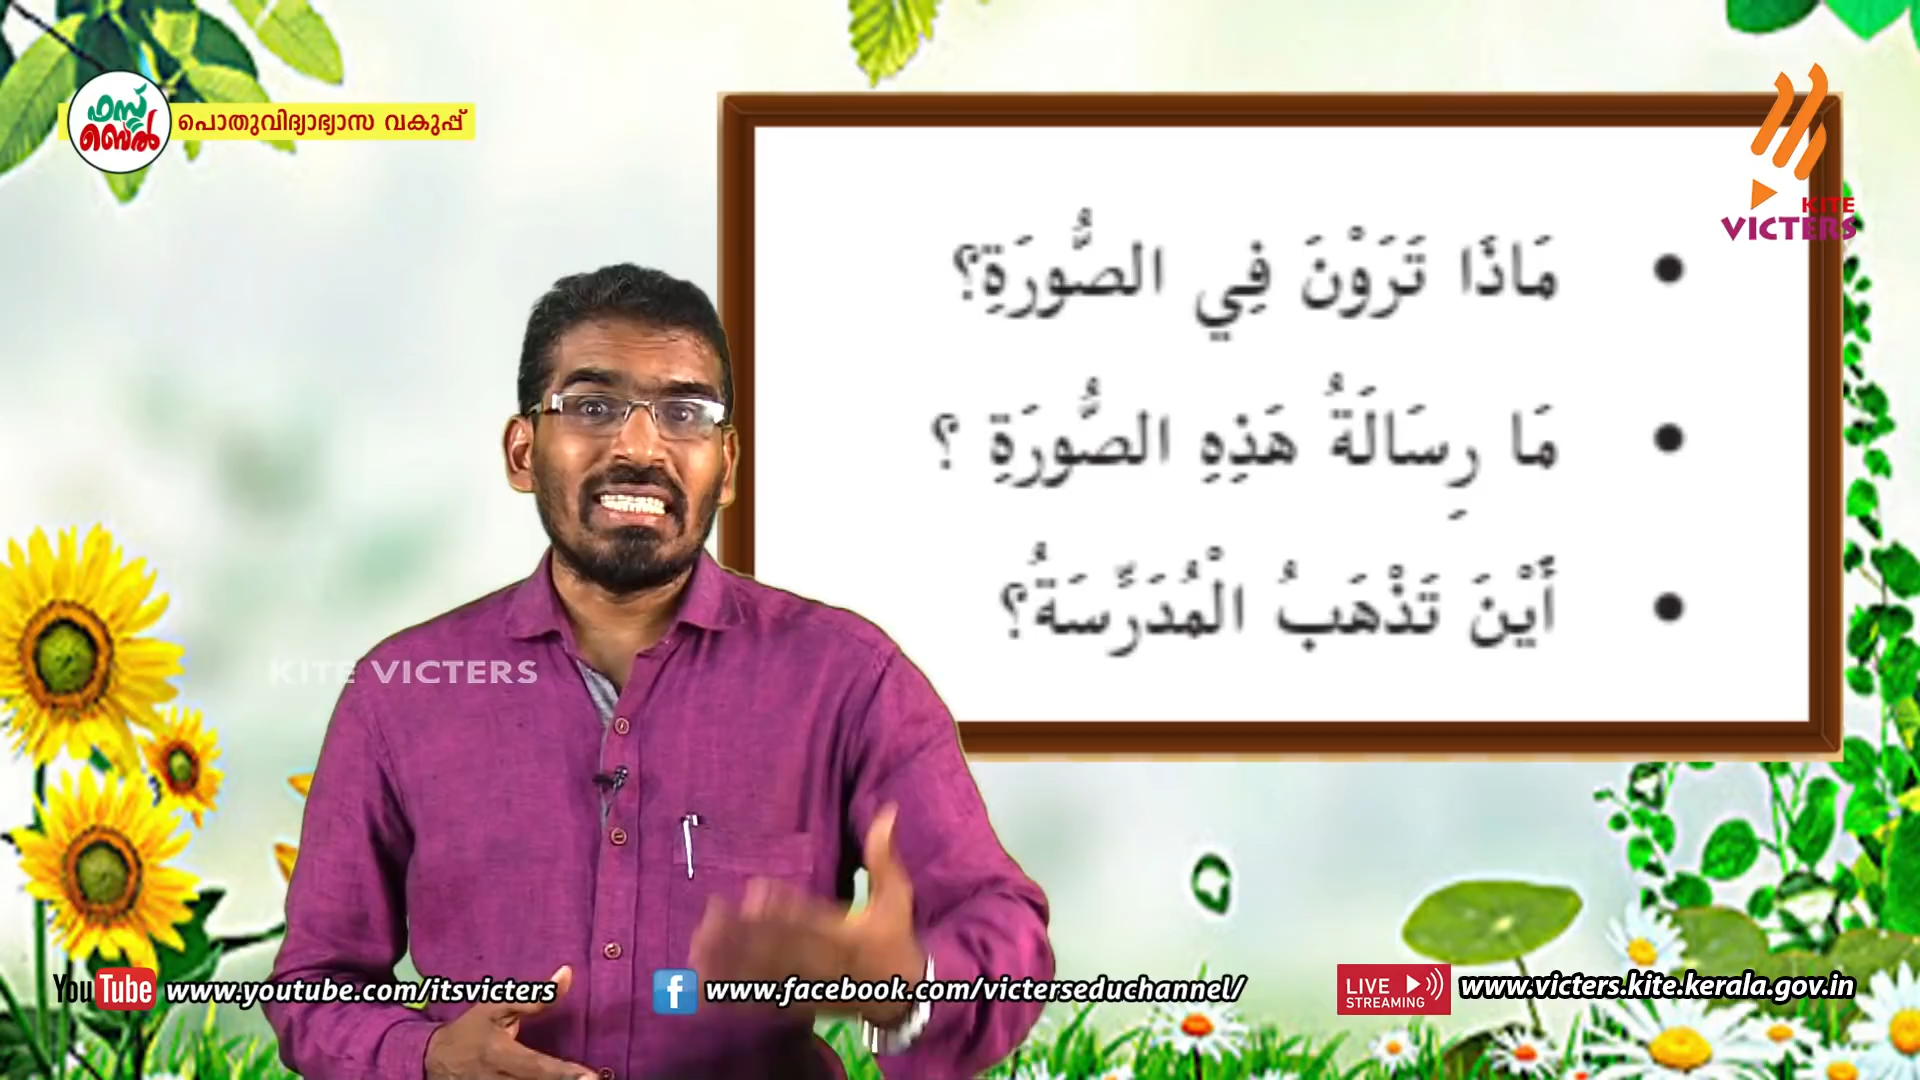 ഫസ്റ്റ്
ബെൽ
പൊതുവിദ്യാഭ്യാസ വകുപ്പ്
KITE
VICTERS
مَاذَا تَرَوْنَ فِي الصُّورَةِ؟
مَا رِسَالَةُ هَذِهِ الصُّورَةِ ؟
أَيْنَ تَذْهَبُ الْمُدَرِّسَةُ؟
KITE VICTERS
YouTube www.youtube.com/itsvicters
f www.facebook.com/victerseduchannel/
LIVE STREAMING www.victers.kite.kerala.gov.in